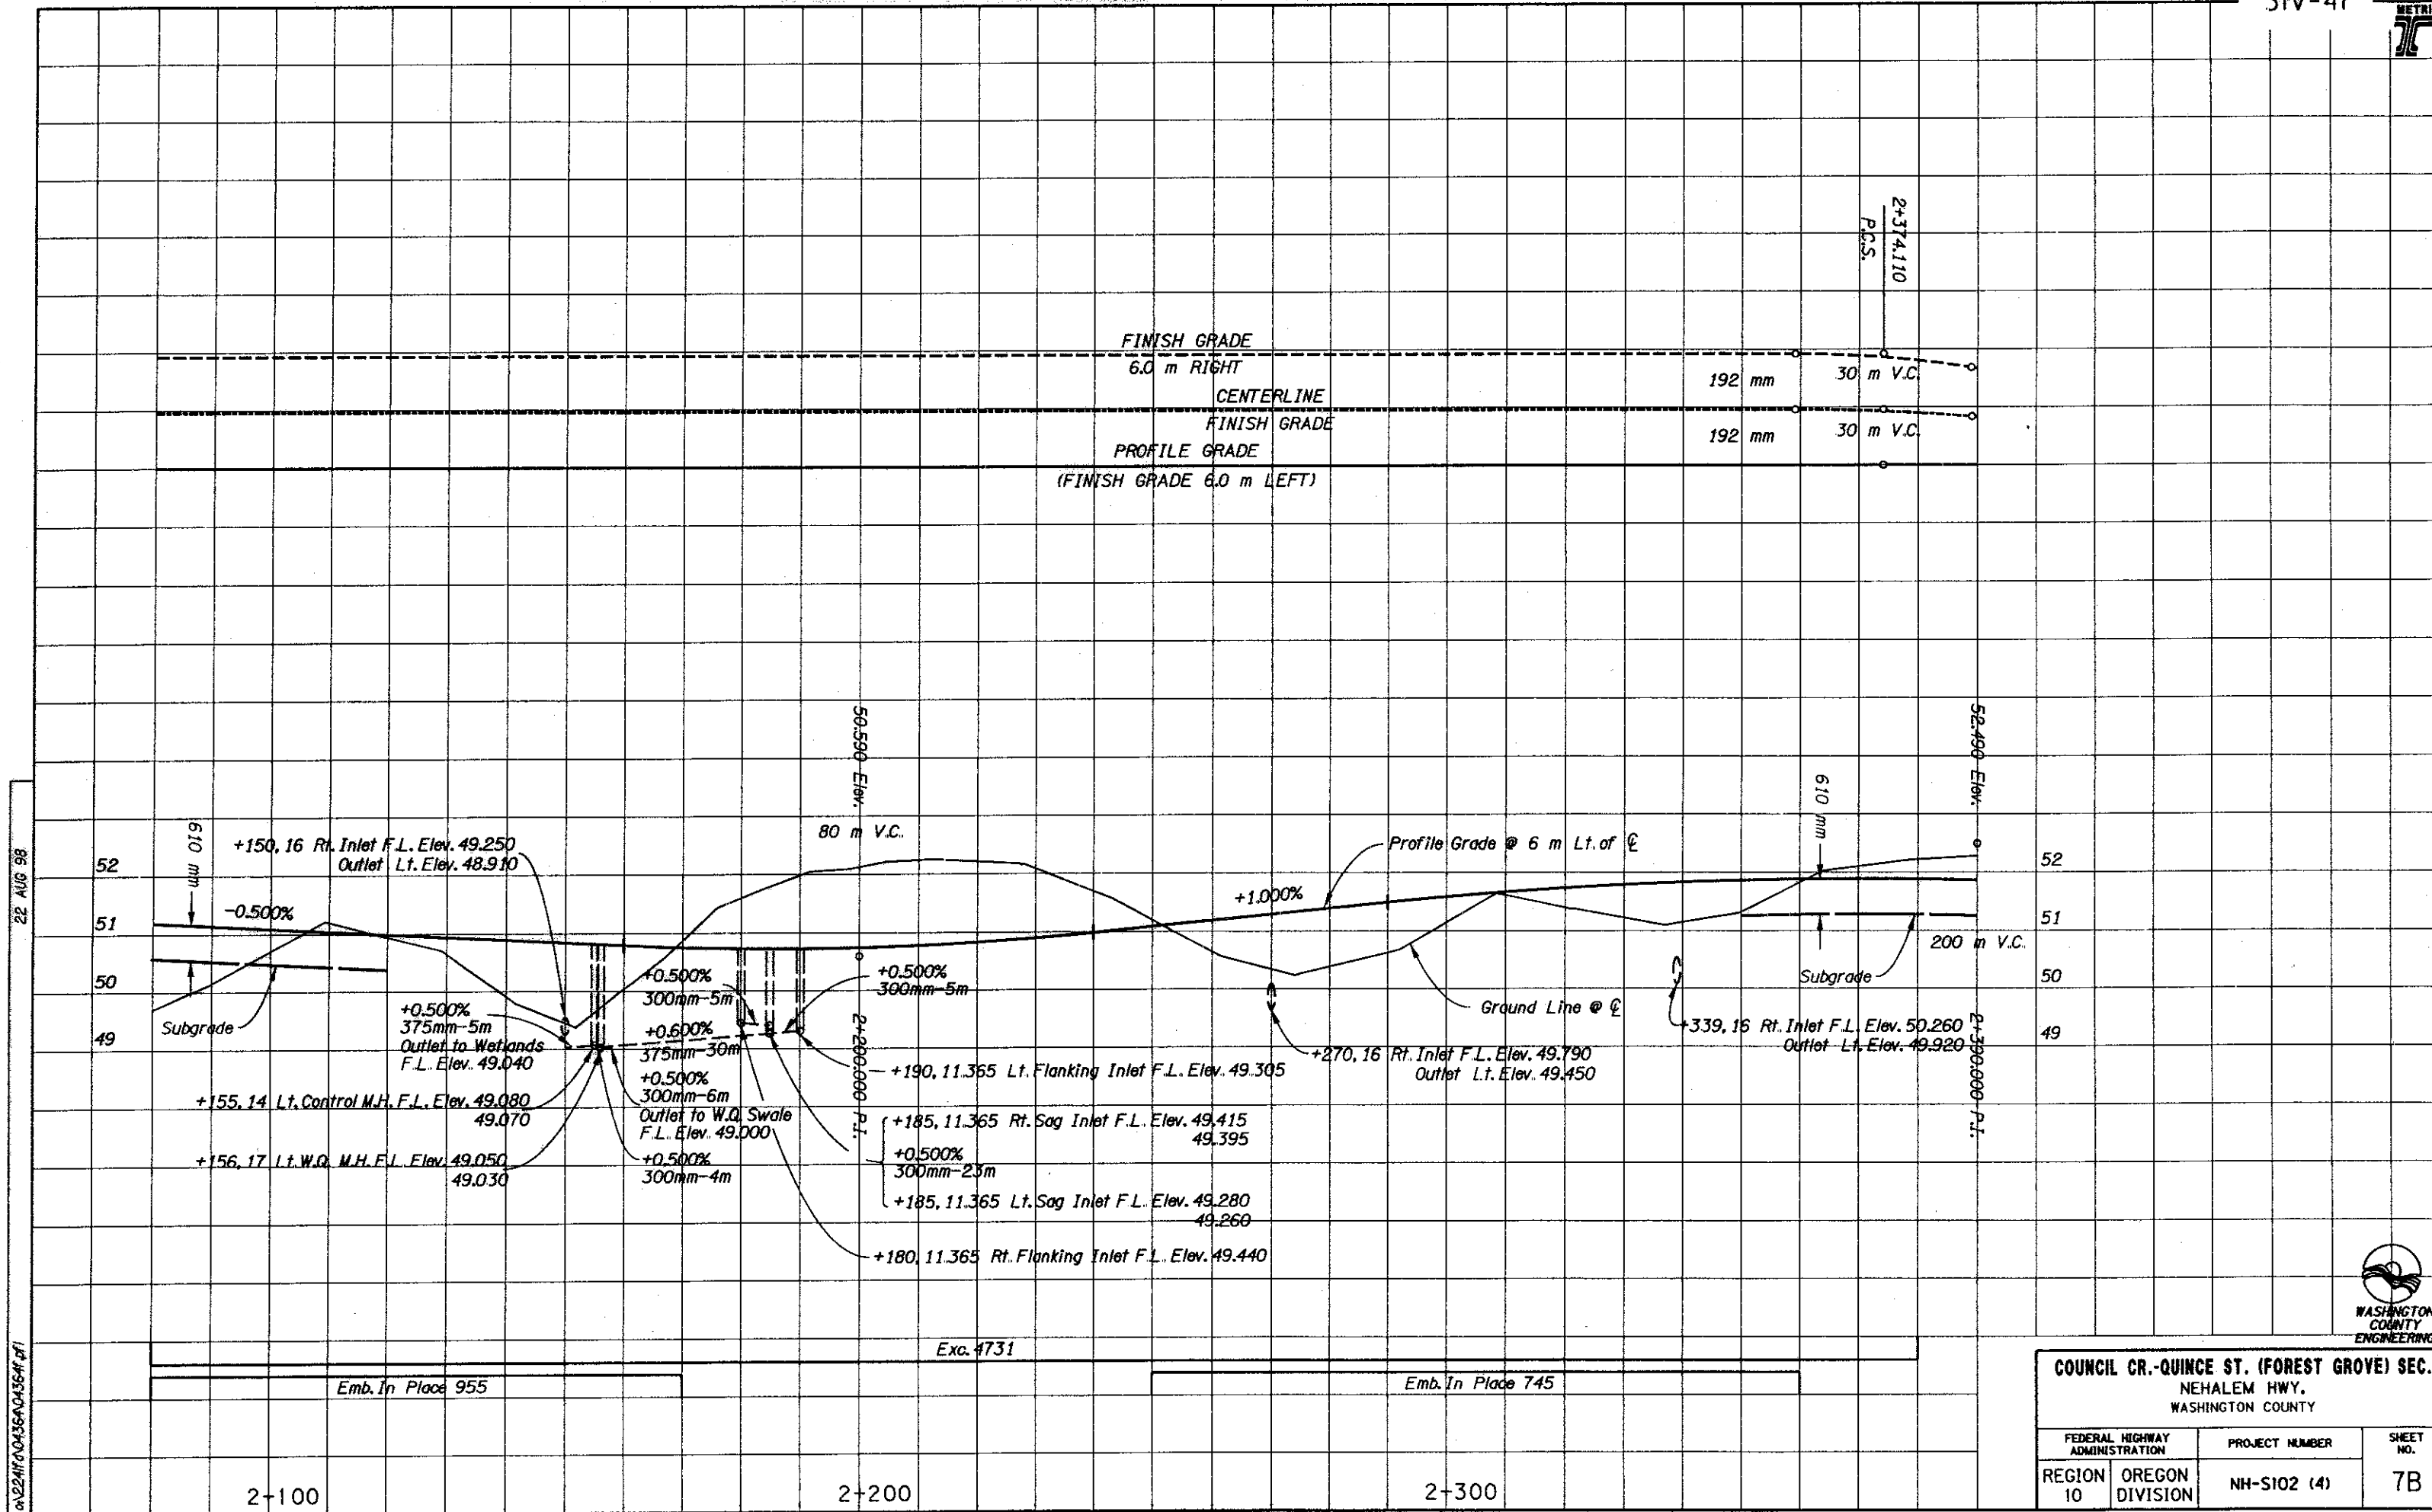 METRI
2+374.110
P.C.S.
FINISH GRADE
6.0 m RIGHT
192 mm
30 m V.C.
CENTERLINE
FINISH GRADE
192 mm
30 m V.C.
PROFILE GRADE
(FINISH GRADE 6.0 m LEFT)
50.590 Elev.
80 m V.C.
2+200.000 P.I.
52.490 Elev.
2+390.000 P.I.
200 m V.C.
610 mm
610 mm
52
51
50
49
52
51
50
49
+150, 16 Rt. Inlet F.L. Elev. 49.250
Outlet Lt. Elev. 48.910
-0.500%
+1.000%
Profile Grade @ 6 m Lt. of ℄
Ground Line @ ℄
Subgrade
Subgrade
+0.500%
375mm-5m
Outlet to Wetlands
F.L. Elev. 49.040
+0.500%
300mm-5m
+0.600%
375mm-30m
+0.500%
300mm-6m
Outlet to W.Q. Swale
F.L. Elev. 49.000
+0.500%
300mm-4m
+0.500%
300mm-5m
+155, 14 Lt. Control M.H. F.L. Elev. 49.080
49.070
+156, 17 Lt. W.Q. M.H. F.L. Elev. 49.050
49.030
+190, 11.365 Lt. Flanking Inlet F.L. Elev. 49.305
+185, 11.365 Rt. Sag Inlet F.L. Elev. 49.415
49.395
+0.500%
300mm-23m
+185, 11.365 Lt. Sag Inlet F.L. Elev. 49.280
49.260
+180, 11.365 Rt. Flanking Inlet F.L. Elev. 49.440
+270, 16 Rt. Inlet F.L. Elev. 49.790
Outlet Lt. Elev. 49.450
+339, 16 Rt. Inlet F.L. Elev. 50.260
Outlet Lt. Elev. 49.920
Exc. 4731
Emb. In Place 955
Emb. In Place 745
2+100
2+200
2+300
22 AUG 98
WASHINGTON
COUNTY
ENGINEERING
COUNCIL CR.-QUINCE ST. (FOREST GROVE) SEC.
NEHALEM HWY.
WASHINGTON COUNTY
FEDERAL HIGHWAY
ADMINISTRATION
PROJECT NUMBER
SHEET
NO.
REGION
10
OREGON
DIVISION
NH-S102 (4)
7B